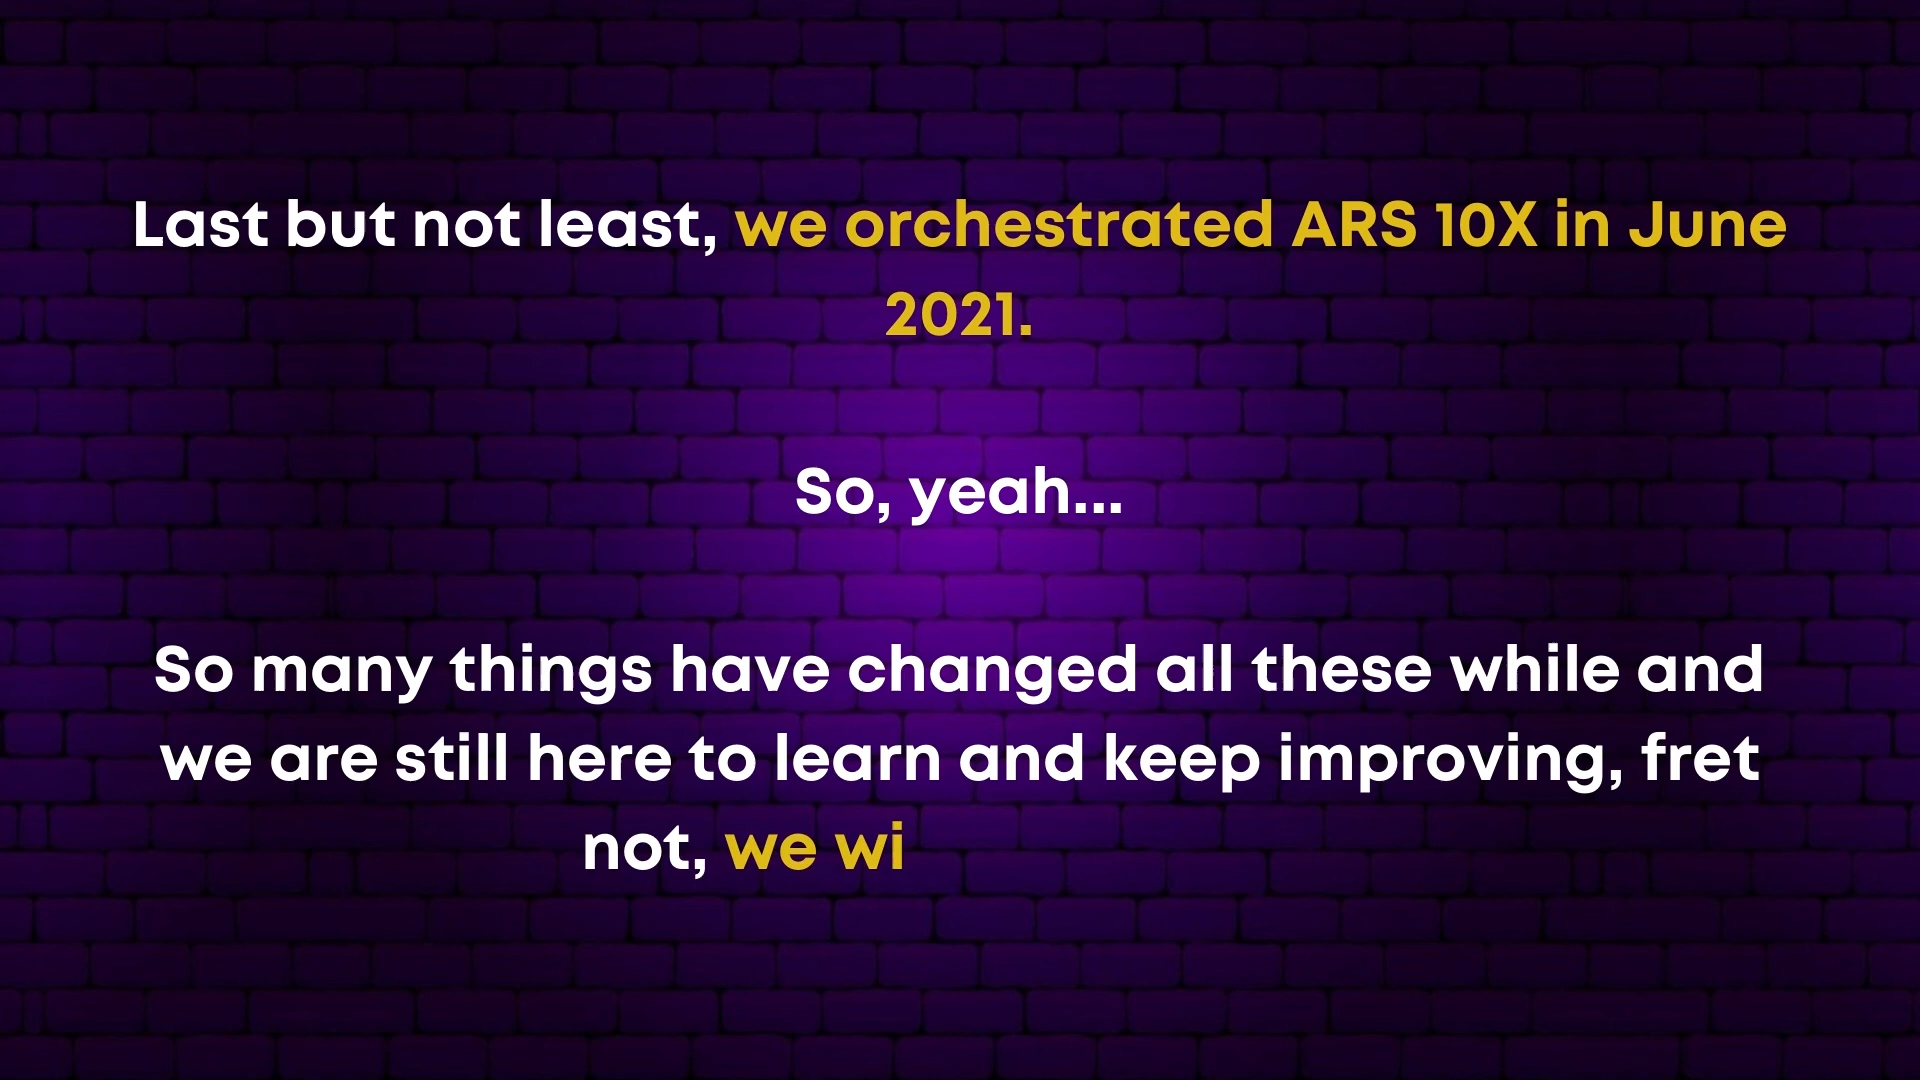 Last but not least, we orchestrated ARS 10X in June
2021.
So, yeah...
So many things have changed all these while and
we are still here to learn and keep improving, fret
not, we wi